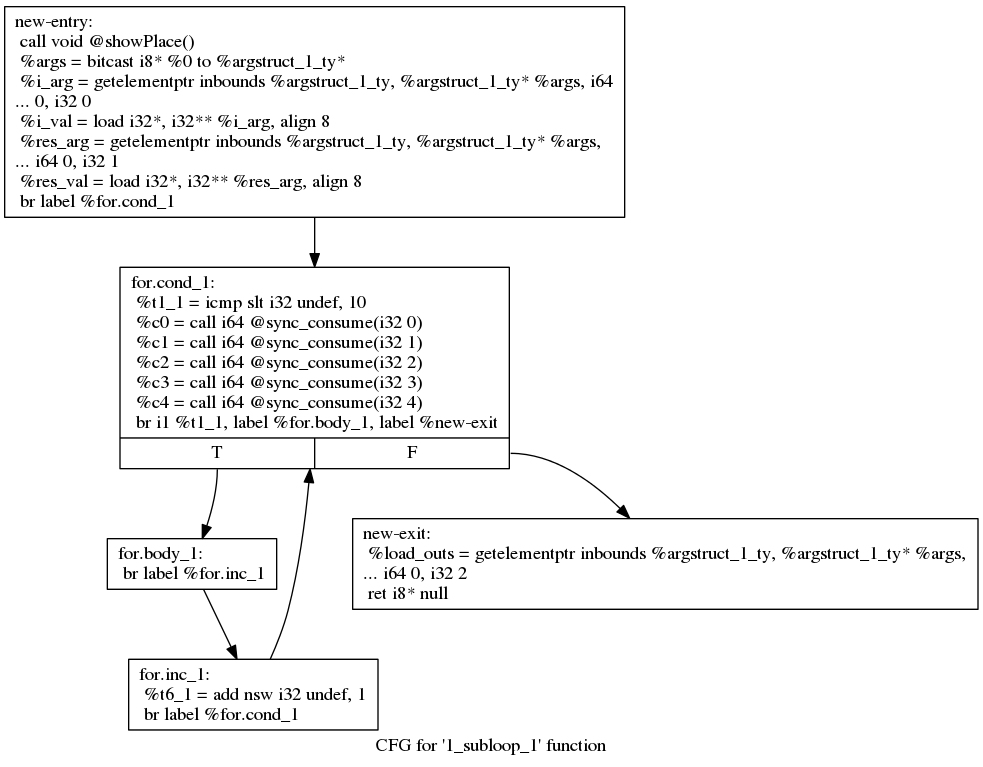 new-entry:
call void @showPlace()
%args = bitcast i8* %0 to %argstruct_1_ty*
%i_arg = getelementptr inbounds %argstruct_1_ty, %argstruct_1_ty* %args, i64
... 0, i32 0
%i_val = load i32*, i32** %i_arg, align 8
%res_arg = getelementptr inbounds %argstruct_1_ty, %argstruct_1_ty* %args,
... i64 0, i32 1
%res_val = load i32*, i32** %res_arg, align 8
br label %for.cond_1
for.cond_1:
%t1_1 = icmp slt i32 undef, 10
%c0 = call i64 @sync_consume(i32 0)
%c1 = call i64 @sync_consume(i32 1)
%c2 = call i64 @sync_consume(i32 2)
%c3 = call i64 @sync_consume(i32 3)
%c4 = call i64 @sync_consume(i32 4)
br i1 %t1_1, label %for.body_1, label %new-exit
T F
for.body_1:
br label %for.inc_1
new-exit:
%load_outs = getelementptr inbounds %argstruct_1_ty, %argstruct_1_ty* %args,
... i64 0, i32 2
ret i8* null
for.inc_1:
%t6_1 = add nsw i32 undef, 1
br label %for.cond_1
CFG for '1_subloop_1' function